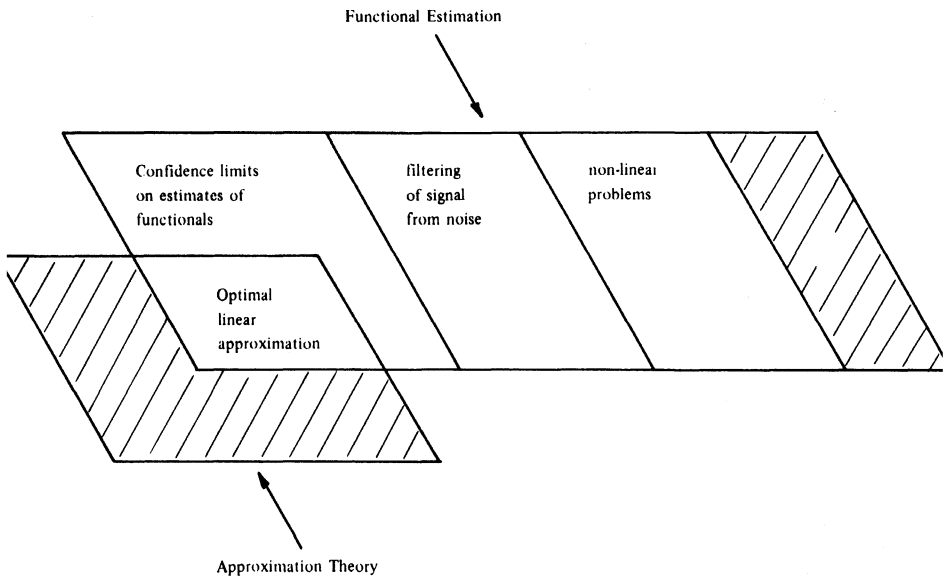 Functional Estimation
Confidence limits
on estimates of
functionals
filtering
of signal
from noise
non-linear
problems
Optimal
linear
approximation
Approximation Theory